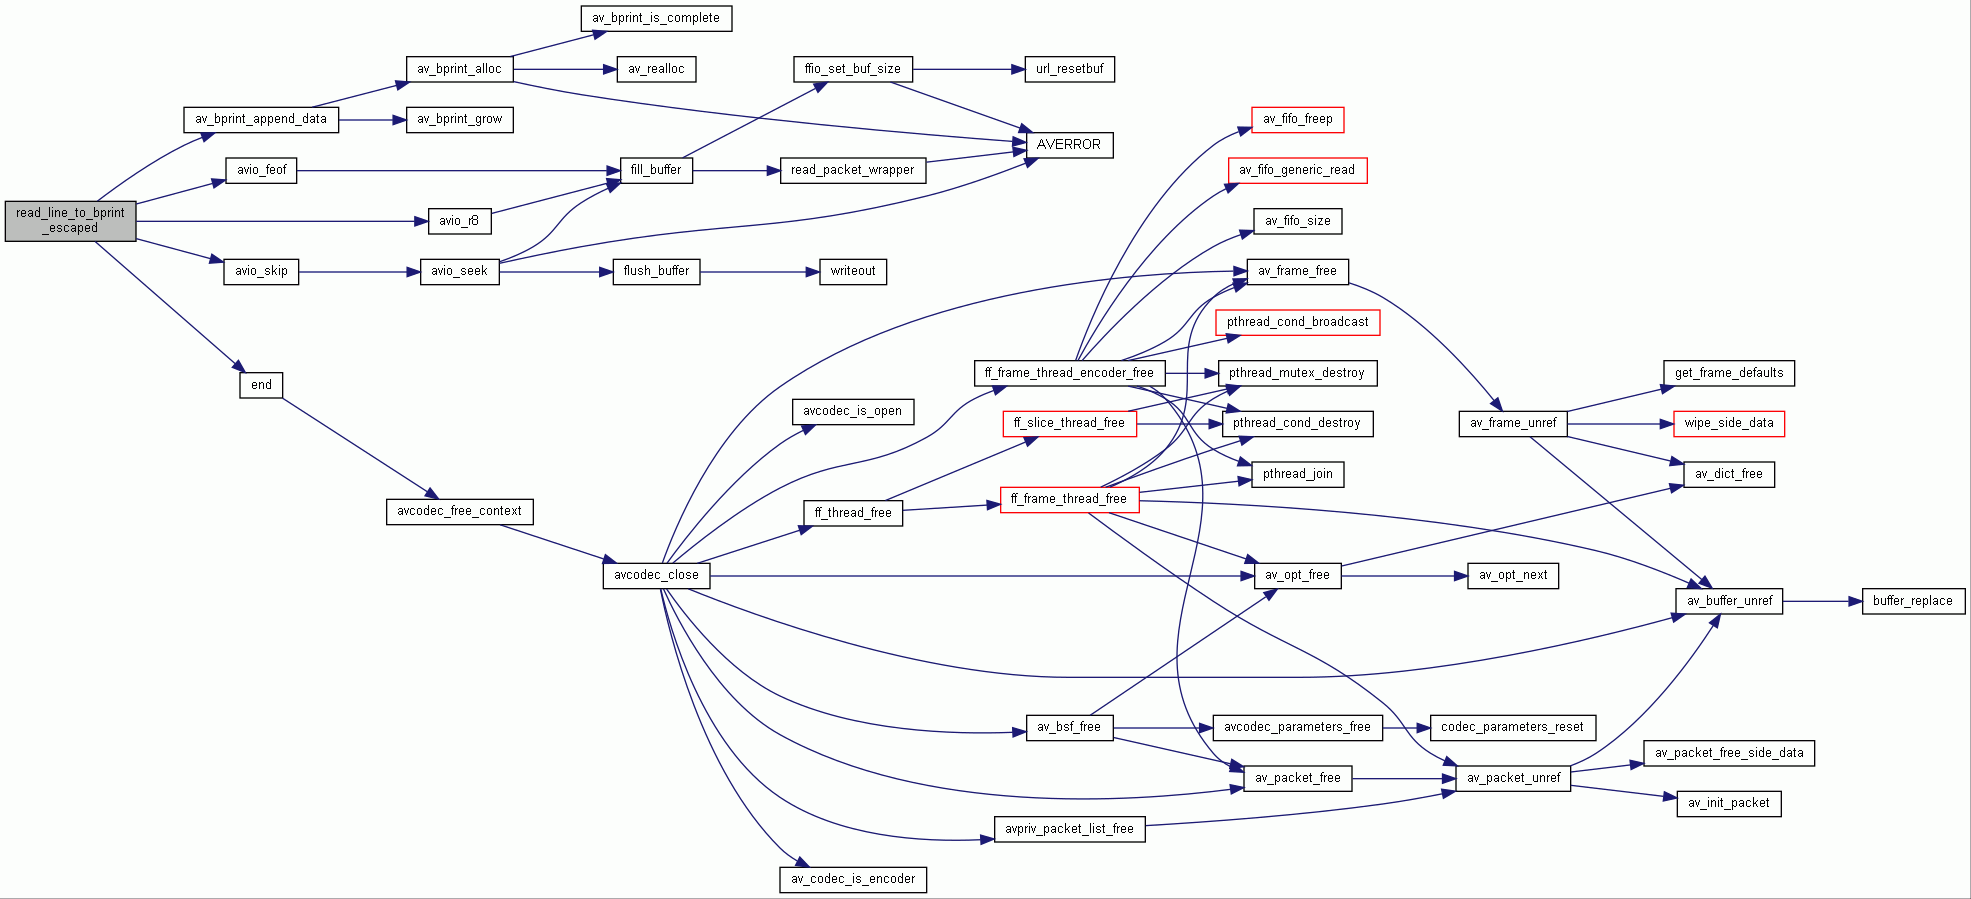 av_bprint_is_complete
av_bprint_alloc
av_realloc
ffio_set_buf_size
url_resetbuf
av_bprint_append_data
av_bprint_grow
av_fifo_freep
AVERROR
avio_feof
fill_buffer
read_packet_wrapper
av_fifo_generic_read
read_line_to_bprint
_escaped
avio_r8
av_fifo_size
avio_skip
avio_seek
flush_buffer
writeout
av_frame_free
pthread_cond_broadcast
end
ff_frame_thread_encoder_free
pthread_mutex_destroy
get_frame_defaults
avcodec_is_open
ff_slice_thread_free
pthread_cond_destroy
av_frame_unref
wipe_side_data
pthread_join
av_dict_free
avcodec_free_context
ff_thread_free
ff_frame_thread_free
avcodec_close
av_opt_free
av_opt_next
av_buffer_unref
buffer_replace
av_bsf_free
avcodec_parameters_free
codec_parameters_reset
av_packet_free_side_data
av_packet_free
av_packet_unref
av_init_packet
avpriv_packet_list_free
av_codec_is_encoder